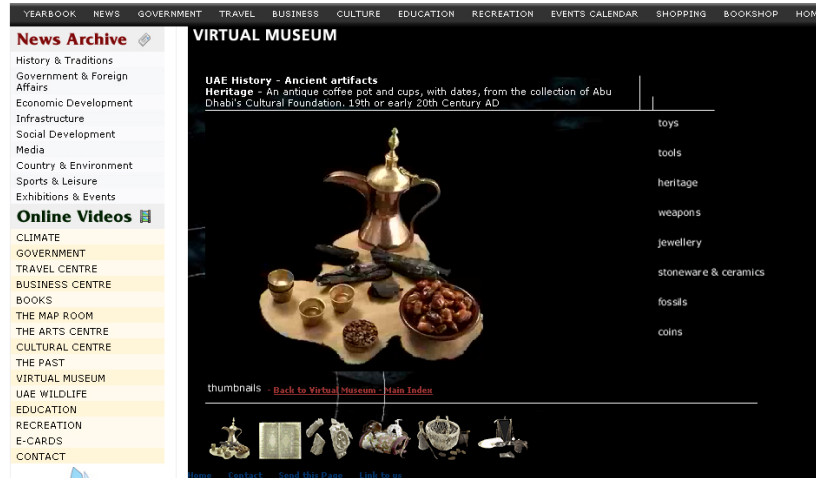 YEARBOOK NEWS GOVERNMENT TRAVEL BUSINESS CULTURE EDUCATION RECREATION EVENTS CALENDAR SHOPPING BOOKSHOP HOM
News Archive
History & Traditions
Government & Foreign
Affairs
Economic Development
Infrastructure
Social Development
Media
Country & Environment
Sports & Leisure
Exhibitions & Events
Online Videos
CLIMATE
GOVERNMENT
TRAVEL CENTRE
BUSINESS CENTRE
BOOKS
THE MAP ROOM
THE ARTS CENTRE
CULTURAL CENTRE
THE PAST
VIRTUAL MUSEUM
UAE WILDLIFE
EDUCATION
RECREATION
E-CARDS
CONTACT
VIRTUAL MUSEUM
UAE History - Ancient artifacts
Heritage - An antique coffee pot and cups, with dates, from the collection of Abu
Dhabi's Cultural Foundation. 19th or early 20th Century AD
toys
tools
heritage
weapons
jewellery
stoneware & ceramics
fossils
coins
thumbnails - Back to Virtual Museum - Main Index
Home Contact Send this Page Link to us